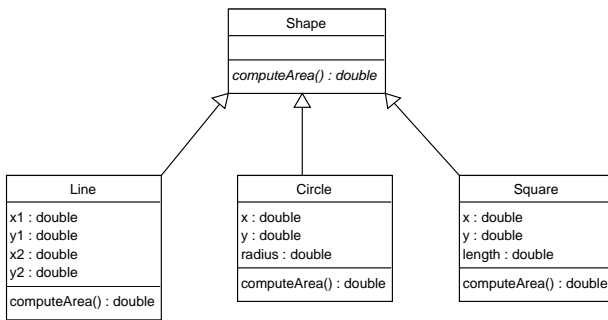 Shape
computeArea() : double
Line
x1 : double
y1 : double
x2 : double
y2 : double
computeArea() : double
Circle
x : double
y : double
radius : double
computeArea() : double
Square
x : double
y : double
length : double
computeArea() : double